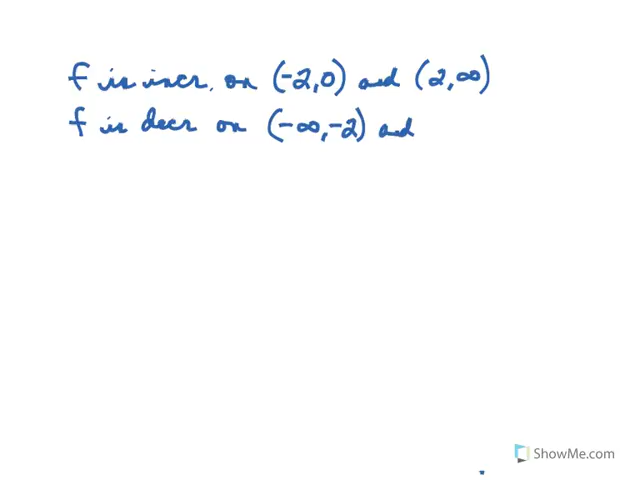 f is incr. on (-2,0) and (2,∞)
f is decr on (-∞,-2) and
ShowMe.com